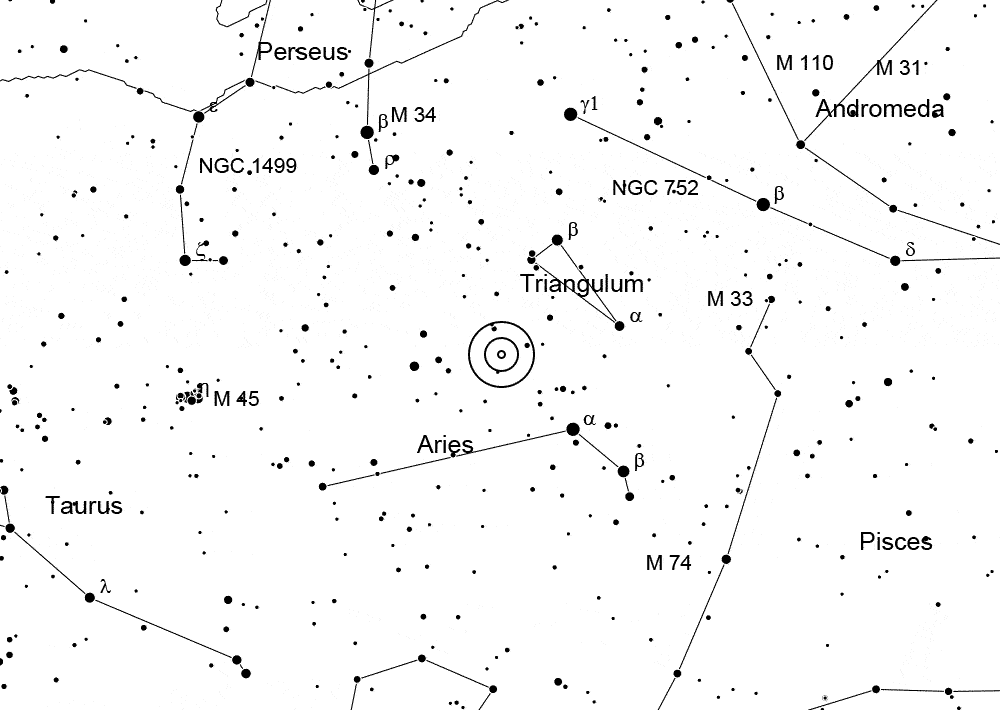 Perseus
M 110
M 31
ε
β
M 34
γ1
Andromeda
ρ
NGC 1499
NGC 752
β
ζ
β
δ
Triangulum
M 33
α
η
M 45
α
Aries
β
Taurus
Pisces
M 74
λ